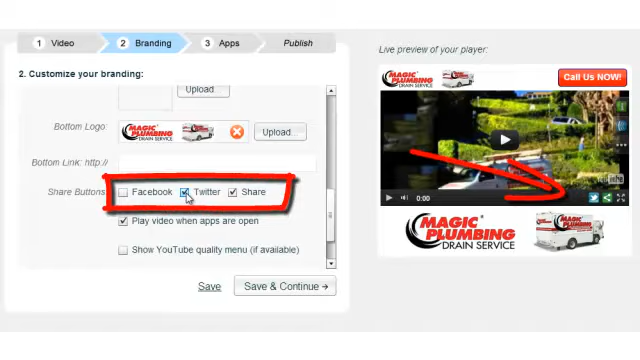 1 Video
2 Branding
3 Apps
Publish
Live preview of your player:
2. Customize your branding:
Upload
Bottom Logo:
MAGIC PLUMBING
DRAIN SERVICE
Upload...
Bottom Link: http://
Share Buttons:
Facebook
Twitter
Share
Play video when apps are open
Show YouTube quality menu (if available)
Save
Save & Continue
MAGIC PLUMBING
DRAIN SERVICE
Call Us NOW!
0:00
MAGIC
PLUMBING
DRAIN SERVICE